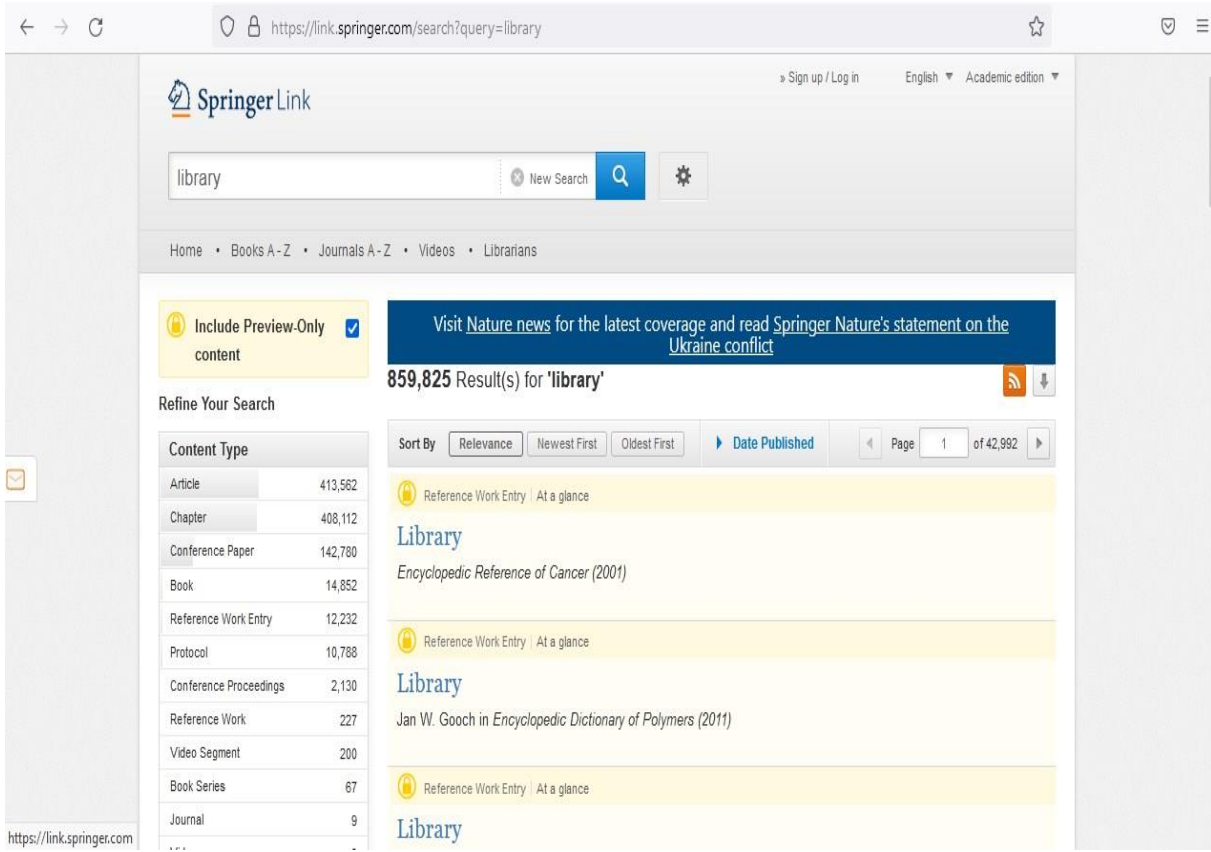 https://link.springer.com/search?query=library
» Sign up / Log in English Academic edition
Springer Link
library
New Search
Home • Books A - Z • Journals A - Z • Videos • Librarians
Include Preview-Only
content
Refine Your Search
Content Type
Article 413,562
Chapter 408,112
Conference Paper 142,780
Book 14,852
Reference Work Entry 12,232
Protocol 10,788
Conference Proceedings 2,130
Reference Work 227
Video Segment 200
Book Series 67
Journal 9
Visit Nature news for the latest coverage and read Springer Nature's statement on the
Ukraine conflict
859,825 Result(s) for 'library'
Sort By Relevance Newest First Oldest First Date Published Page 1 of 42,992
Reference Work Entry | At a glance
Library
Encyclopedic Reference of Cancer (2001)
Reference Work Entry | At a glance
Library
Jan W. Gooch in Encyclopedic Dictionary of Polymers (2011)
Reference Work Entry | At a glance
Library
https://link.springer.com